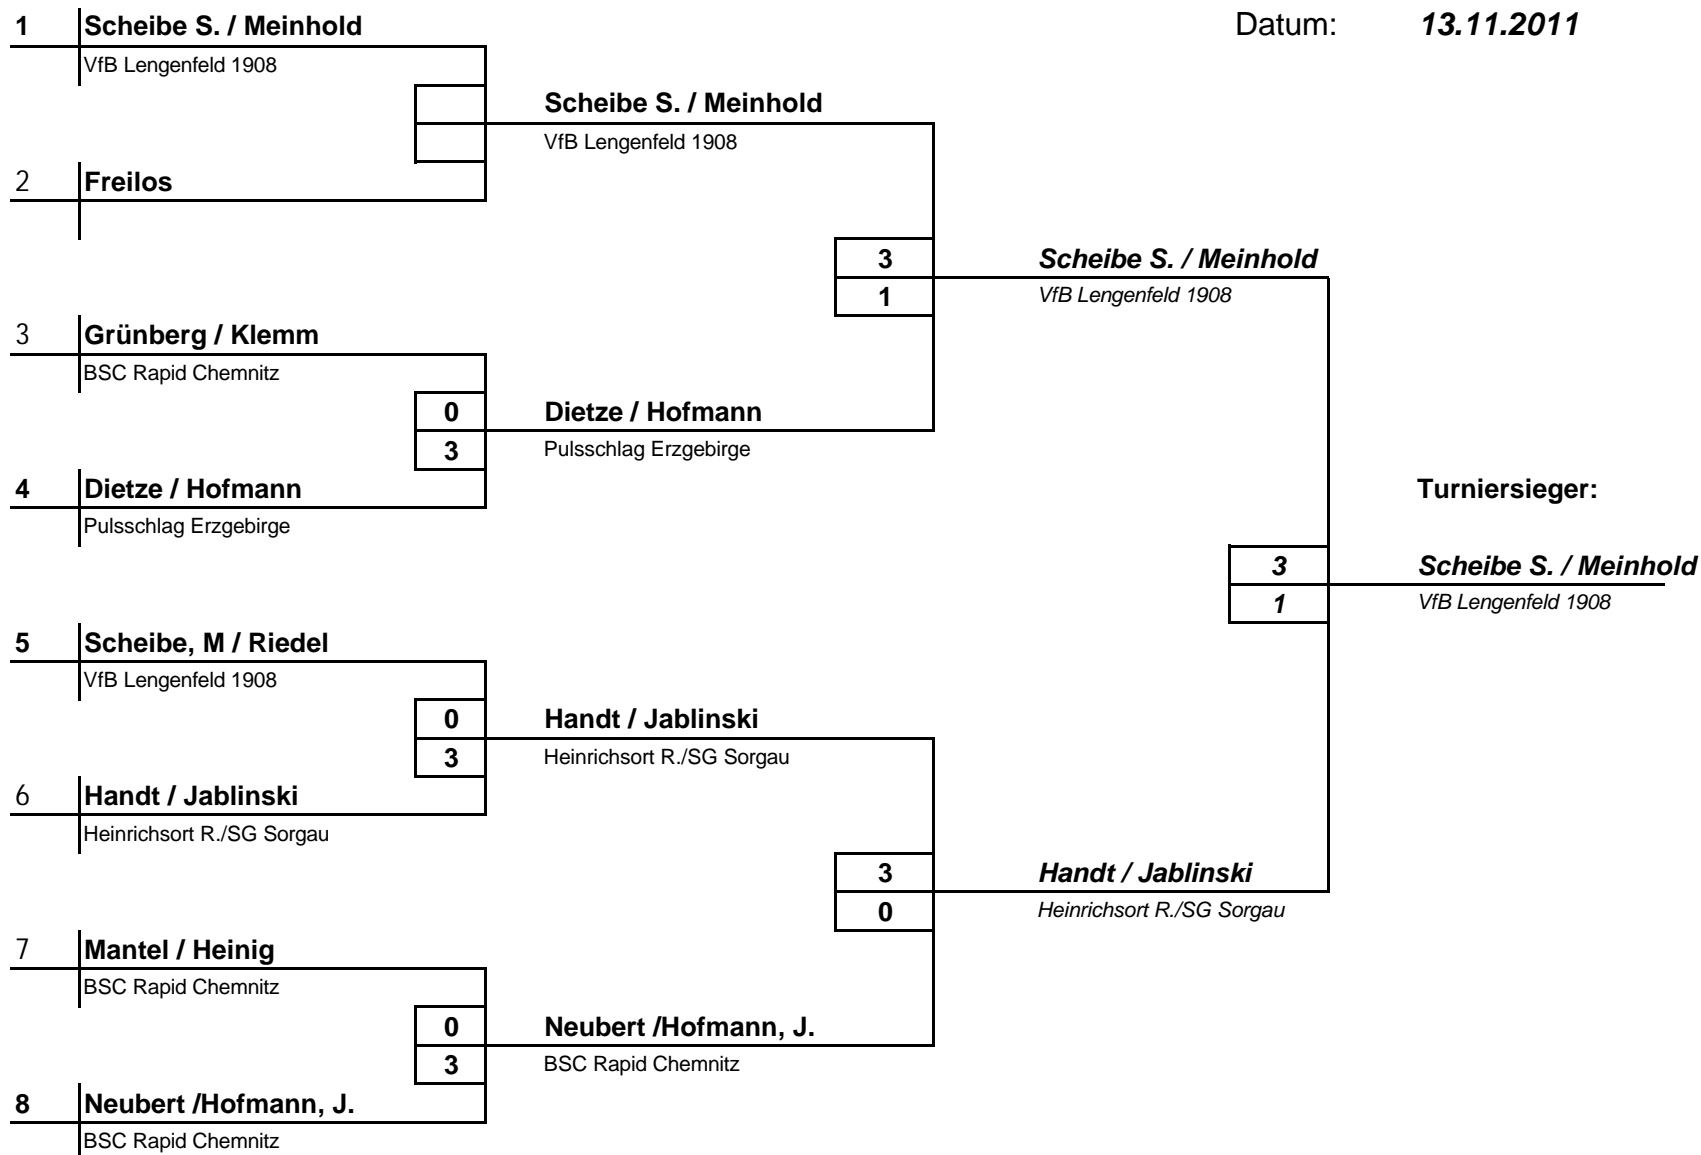 1 Scheibe S. / Meinhold Datum: 13.11.2011
VfB Lengenfeld 1908
Scheibe S. / Meinhold
VfB Lengenfeld 1908
2 Freilos
3 Scheibe S. / Meinhold
1 VfB Lengenfeld 1908
3 Grünberg / Klemm
BSC Rapid Chemnitz
0 Dietze / Hofmann
3 Pulsschlag Erzgebirge
4 Dietze / Hofmann Turniersieger:
Pulsschlag Erzgebirge
3 Scheibe S. / Meinhold
1 VfB Lengenfeld 1908
5 Scheibe, M / Riedel
VfB Lengenfeld 1908
0 Handt / Jablinski
3 Heinrichsort R./SG Sorgau
6 Handt / Jablinski
Heinrichsort R./SG Sorgau
3 Handt / Jablinski
0 Heinrichsort R./SG Sorgau
7 Mantel / Heinig
BSC Rapid Chemnitz
0 Neubert /Hofmann, J.
3 BSC Rapid Chemnitz
8 Neubert /Hofmann, J.
BSC Rapid Chemnitz